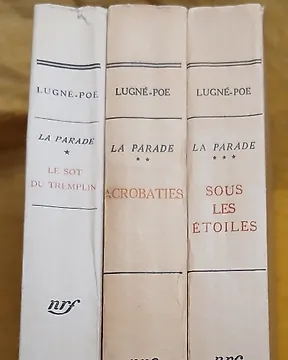 LUGNÉ-POE
LA PARADE
*
LE SOT
DU TREMPLIN
nrf
LUGNÉ-POE
LA PARADE
**
ACROBATIES
nrf
LUGNÉ-POE
LA PARADE
***
SOUS
LES
ÉTOILES
nrf